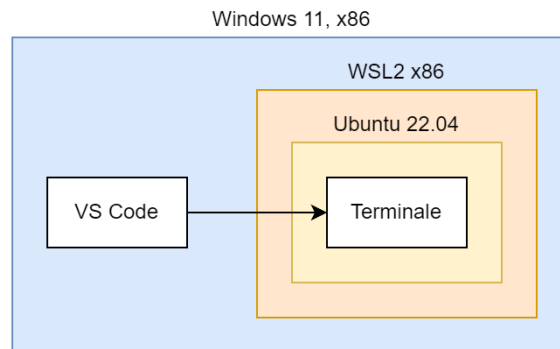 Windows 11, x86
WSL2 x86
Ubuntu 22.04
VS Code
Terminale